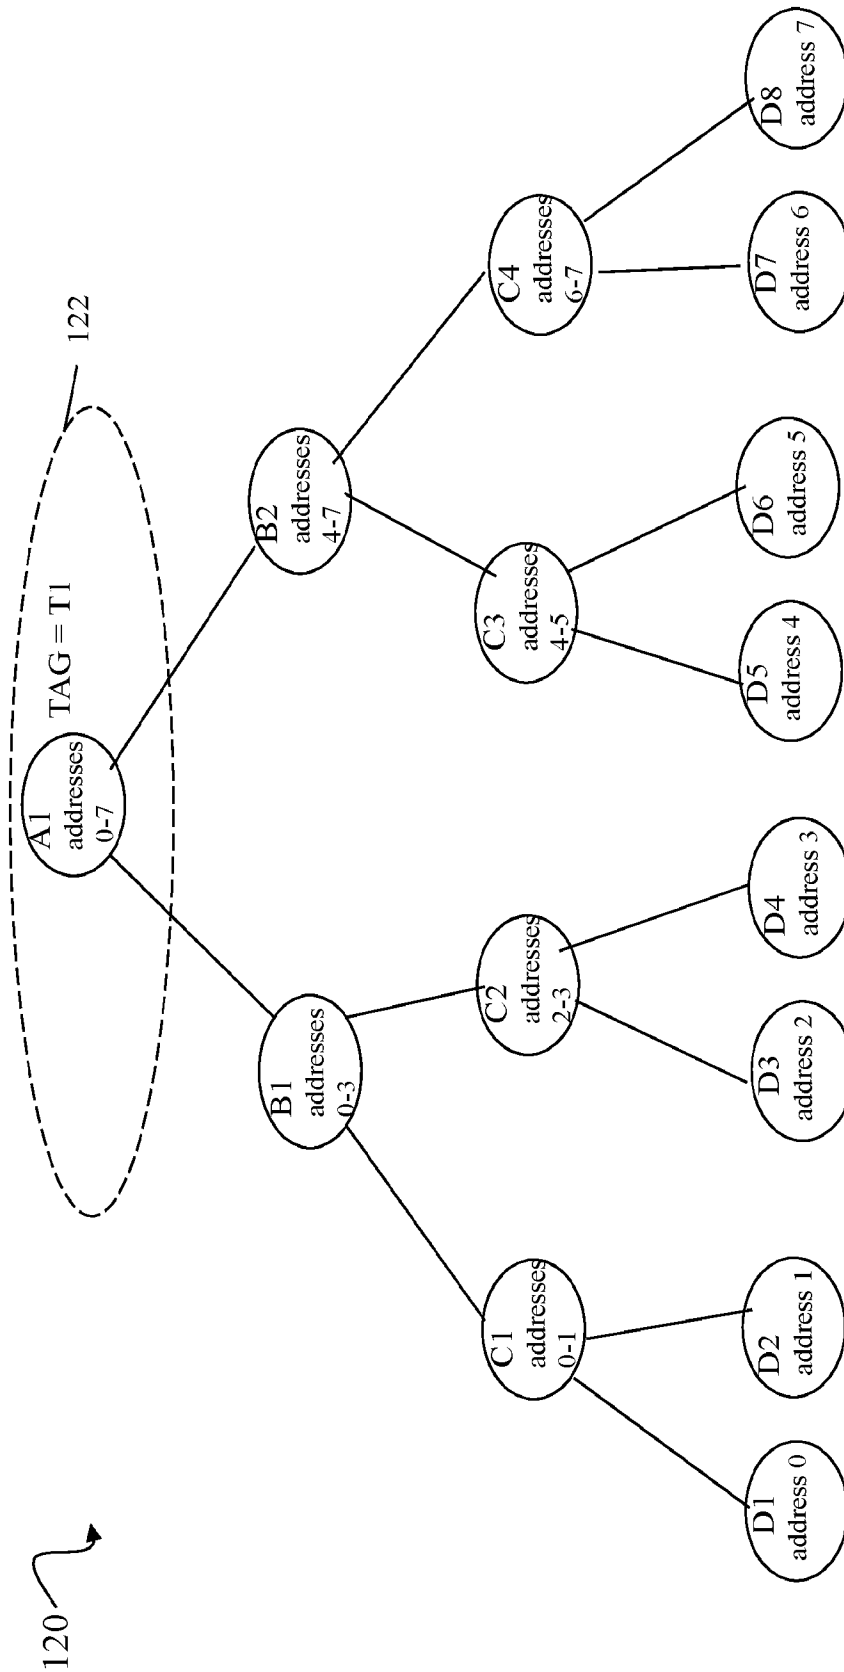 120
122
TAG = T1
A1
addresses
0-7
B1
addresses
0-3
B2
addresses
4-7
C1
addresses
0-1
C2
addresses
2-3
C3
addresses
4-5
C4
addresses
6-7
D1
address 0
D2
address 1
D3
address 2
D4
address 3
D5
address 4
D6
address 5
D7
address 6
D8
address 7